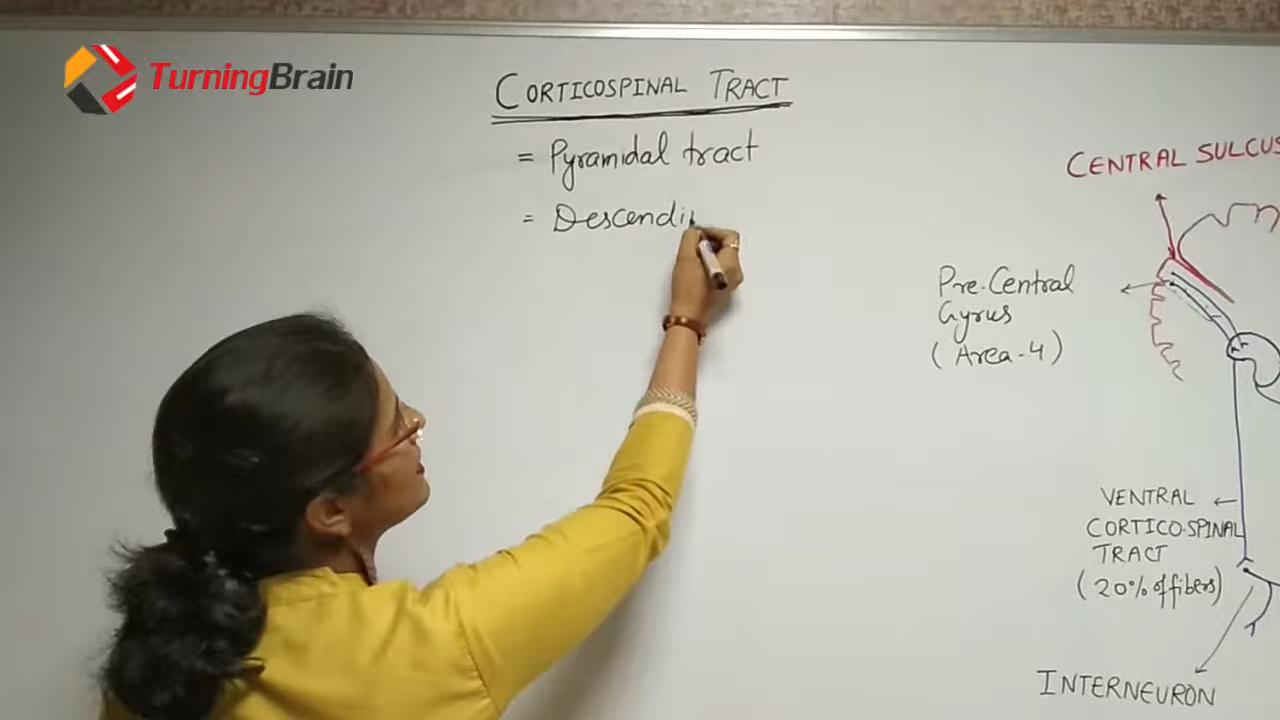 TurningBrain
CORTICOSPINAL TRACT
= Pyramidal tract
= Descendi
CENTRAL SULCUS
Pre-Central
Gyrus
(Area-4)
VENTRAL
CORTICO-SPINAL
TRACT
(20% of fibers)
INTERNEURON